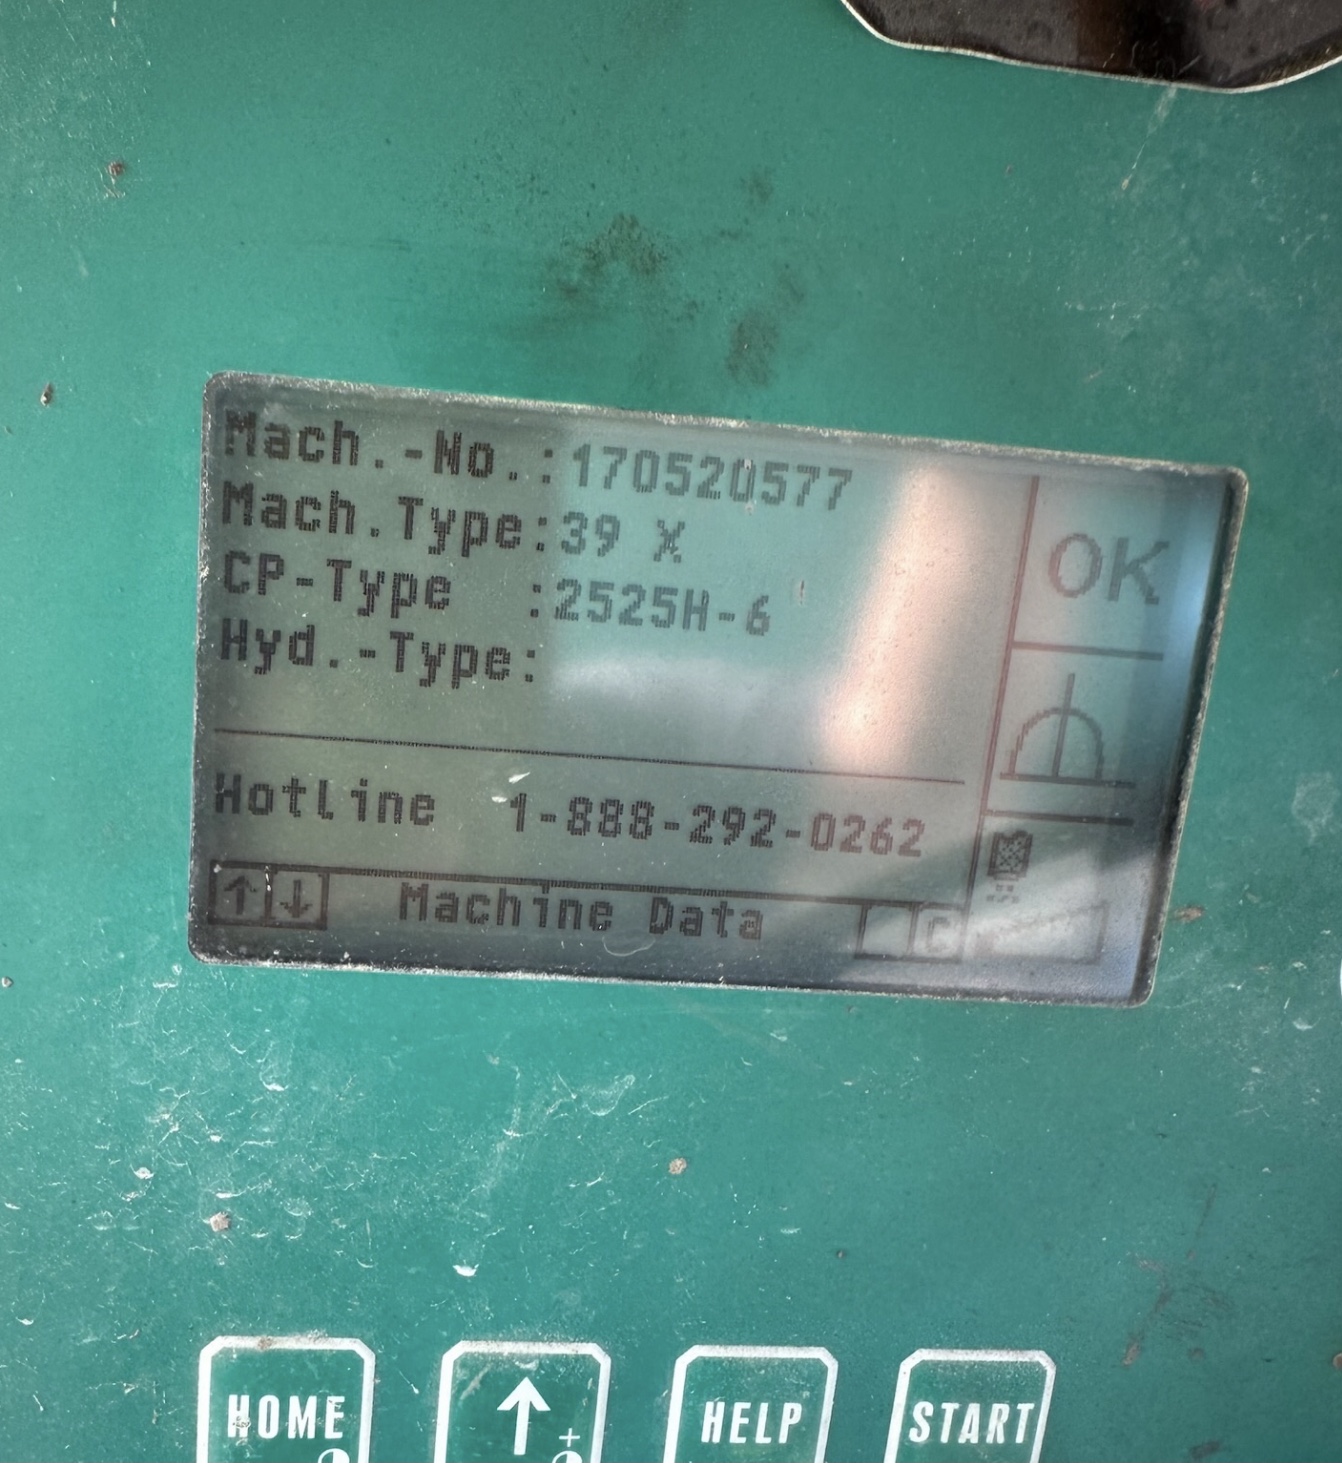 Mach.-No.:170520577
Mach.Type:39 X
CP-Type :2525H-6
Hyd.-Type:
OK
Hotline 1-888-292-0262
↑ ↓ Machine Data C
HOME ↑ + HELP START